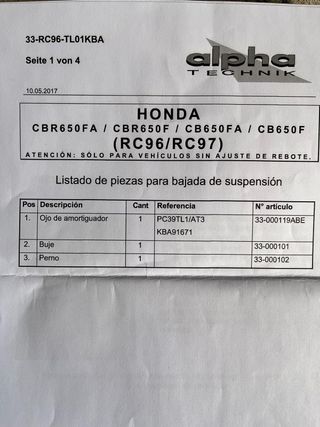 33-RC96-TL01KBA
Seite 1 von 4
alpha
TECHNIK
10.05.2017
HONDA
CBR650FA / CBR650F / CB650FA / CB650F
(RC96/RC97)
ATENCIÓN: SÓLO PARA VEHÍCULOS SIN AJUSTE DE REBOTE.
Listado de piezas para bajada de suspensión
Pos Descripción Cant Referencia N° artículo
1. Ojo de amortiguador 1 PC39TL1/AT3 33-000119ABE
KBA91671
2. Buje 1 33-000101
3. Perno 1 33-000102